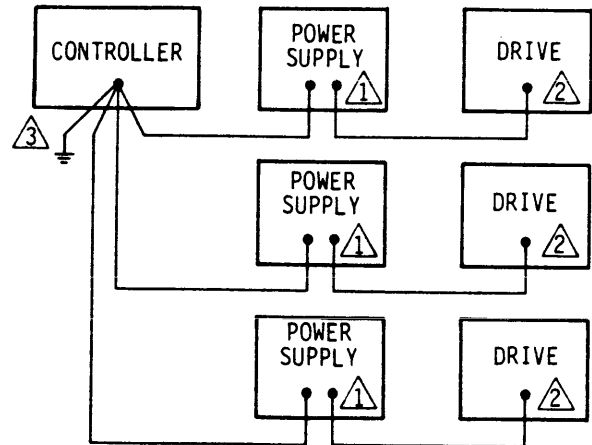 CONTROLLER
POWER
SUPPLY
1
DRIVE
2
3
POWER
SUPPLY
1
DRIVE
2
POWER
SUPPLY
1
DRIVE
2